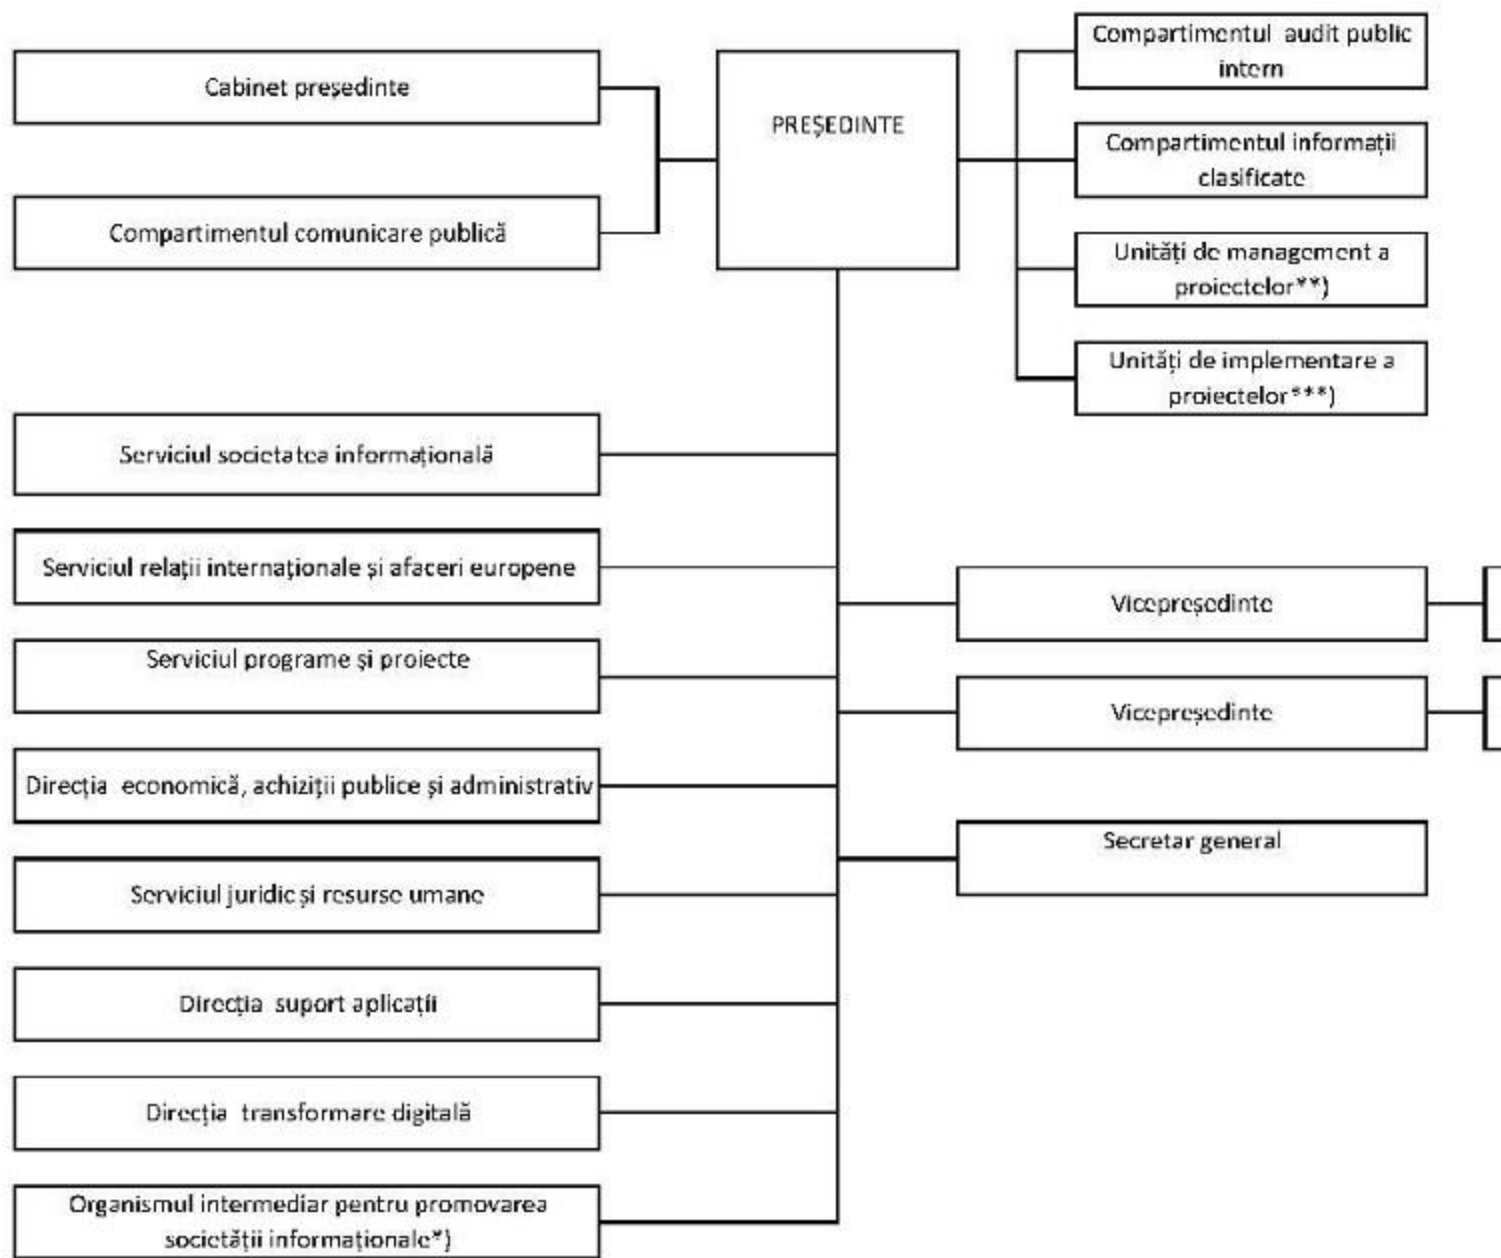 Cabinet președinte
Compartimentul comunicare publică
PREȘEDINTE
Compartimentul audit public
intern
Compartimentul informații
clasificate
Unități de management a
proiectelor**)
Unități de implementare a
proiectelor***)
Serviciul societatea informațională
Serviciul relații internaționale și afaceri europene
Serviciul programe și proiecte
Direcția economică, achiziții publice și administrativ
Serviciul juridic și resurse umane
Direcția suport aplicații
Direcția transformare digitală
Organismul intermediar pentru promovarea
societății informaționale*)
Vicepreședinte
Vicepreședinte
Secretar general